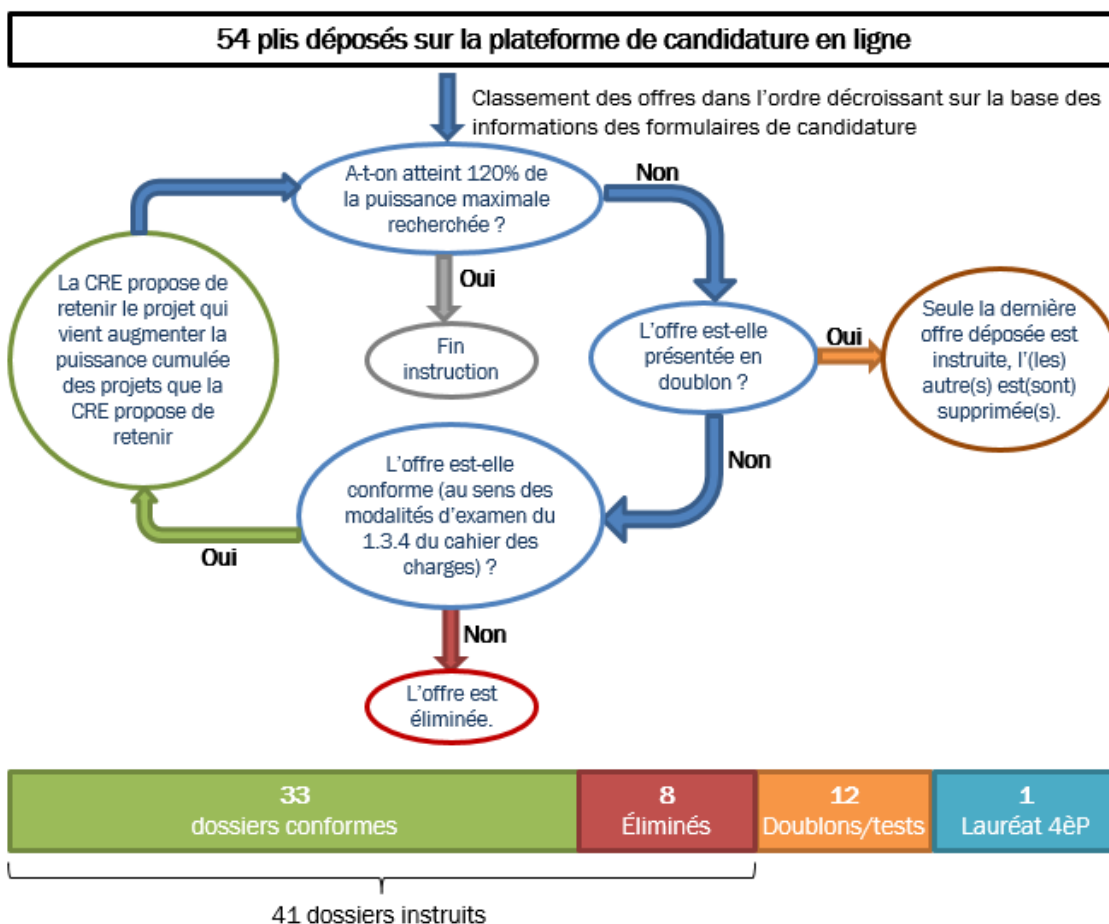 54 plis déposés sur la plateforme de candidature en ligne
Classement des offres dans l'ordre décroissant sur la base des
informations des formulaires de candidature
A-t-on atteint 120% de
la puissance maximale
recherchée ?
Non
Oui
Fin
instruction
La CRE propose de
retenir le projet qui
vient augmenter la
puissance cumulée
des projets que la
CRE propose de
retenir
L'offre est-elle
présentée en
doublon ?
Oui
Seule la dernière
offre déposée est
instruite, l'(les)
autre(s) est(sont)
supprimée(s).
Non
L'offre est-elle
conforme (au sens des
modalités d'examen du
1.3.4 du cahier des
charges) ?
Oui
Non
L'offre est
éliminée.
33
dossiers conformes
8
Éliminés
12
Doublons/tests
1
Lauréat 4èP
41 dossiers instruits